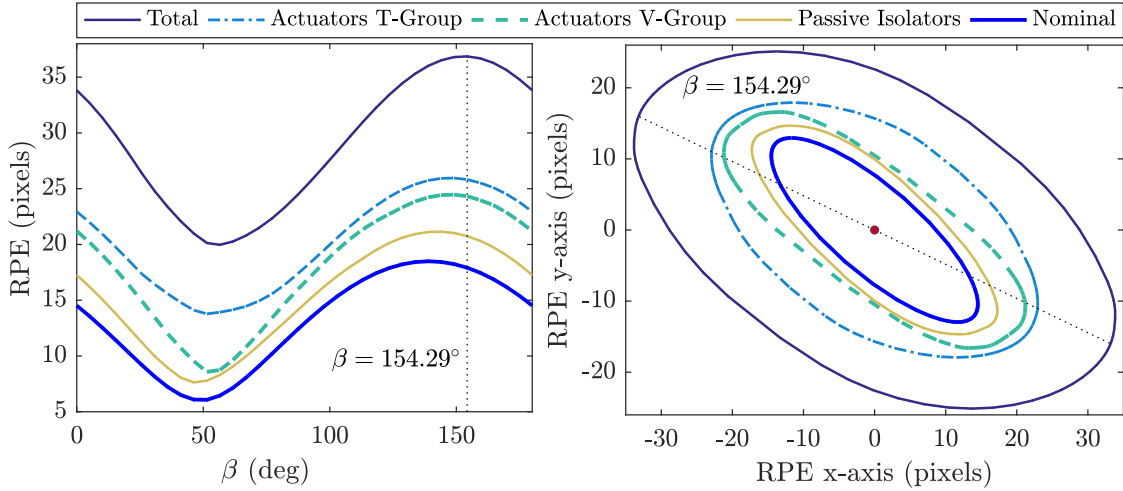 Total Actuators T-Group Actuators V-Group Passive Isolators Nominal
35
30
25
20
15
10
5
RPE (pixels)
β = 154.29°
0 50 100 150
β (deg)
20
10
0
-10
-20
RPE y-axis (pixels)
β = 154.29°
-30 -20 -10 0 10 20 30
RPE x-axis (pixels)